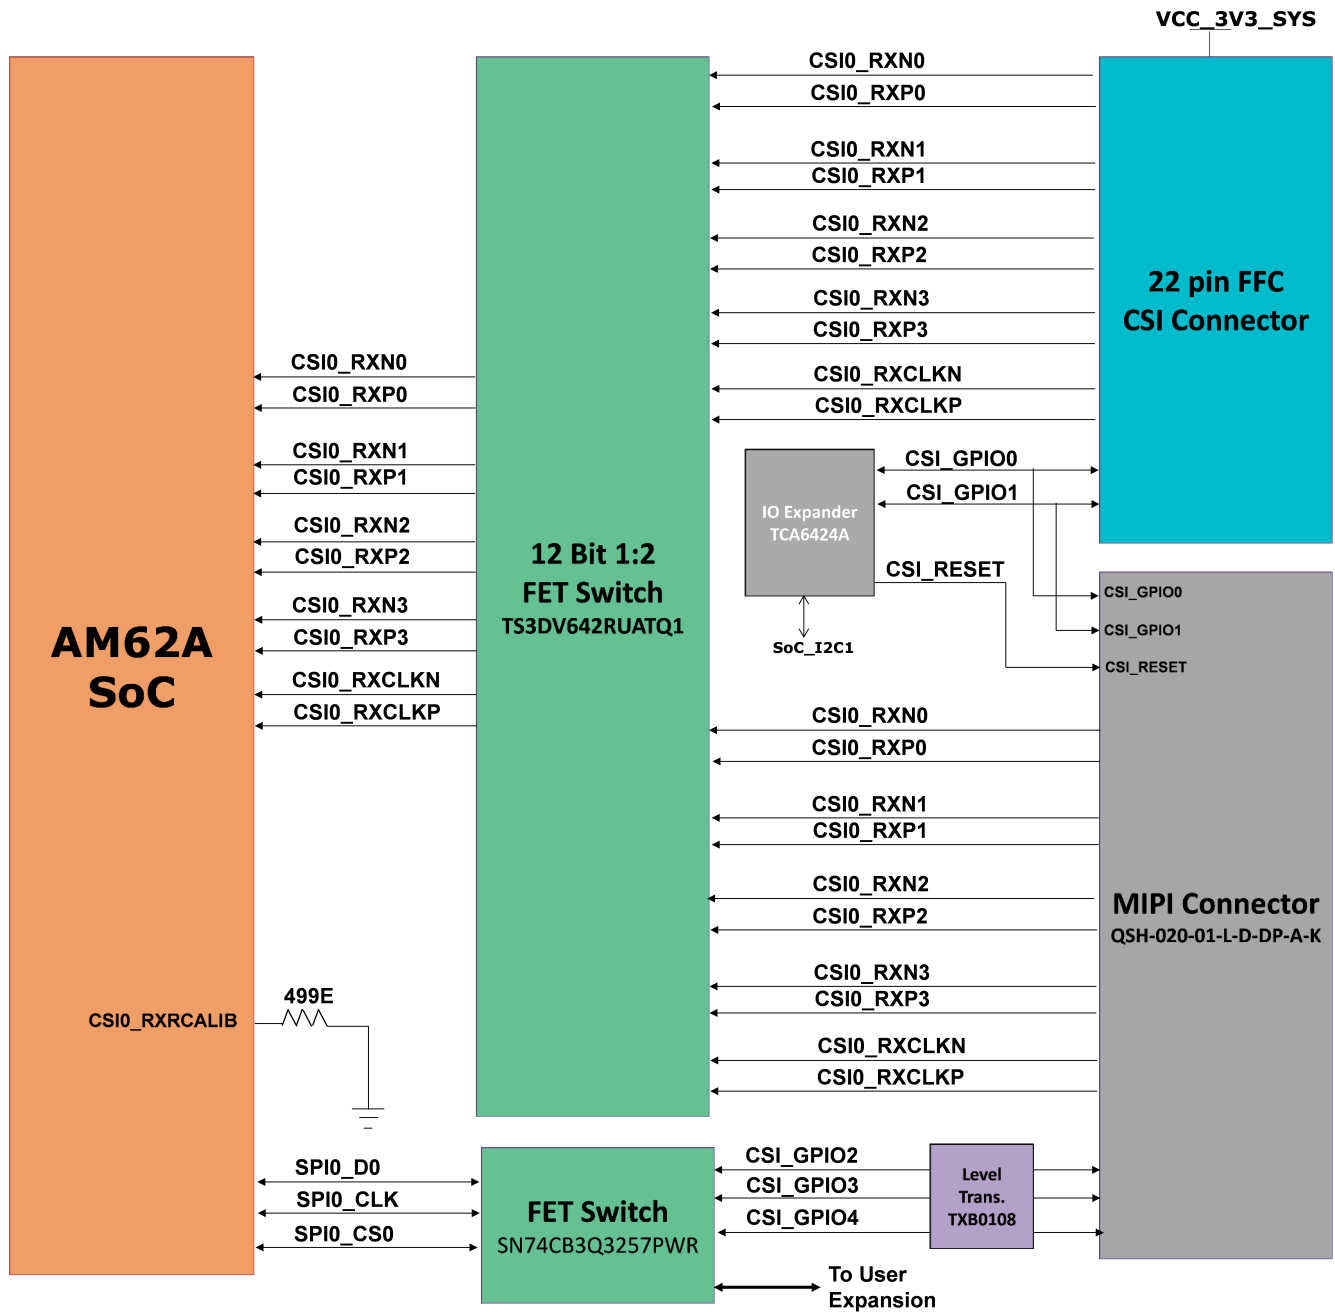 VCC_3V3_SYS
AM62A
SoC
CSI0_RXRCALIB
499E
CSI0_RXN0
CSI0_RXP0
CSI0_RXN1
CSI0_RXP1
CSI0_RXN2
CSI0_RXP2
CSI0_RXN3
CSI0_RXP3
CSI0_RXCLKN
CSI0_RXCLKP
SPI0_D0
SPI0_CLK
SPI0_CS0
12 Bit 1:2
FET Switch
TS3DV642RUATQ1
FET Switch
SN74CB3Q3257PWR
CSI0_RXN0
CSI0_RXP0
CSI0_RXN1
CSI0_RXP1
CSI0_RXN2
CSI0_RXP2
CSI0_RXN3
CSI0_RXP3
CSI0_RXCLKN
CSI0_RXCLKP
22 pin FFC
CSI Connector
IO Expander
TCA6424A
SoC_I2C1
CSI_GPIO0
CSI_GPIO1
CSI_RESET
CSI_GPIO0
CSI_GPIO1
CSI_RESET
CSI0_RXN0
CSI0_RXP0
CSI0_RXN1
CSI0_RXP1
CSI0_RXN2
CSI0_RXP2
CSI0_RXN3
CSI0_RXP3
CSI0_RXCLKN
CSI0_RXCLKP
MIPI Connector
QSH-020-01-L-D-DP-A-K
CSI_GPIO2
CSI_GPIO3
CSI_GPIO4
Level
Trans.
TXB0108
To User
Expansion